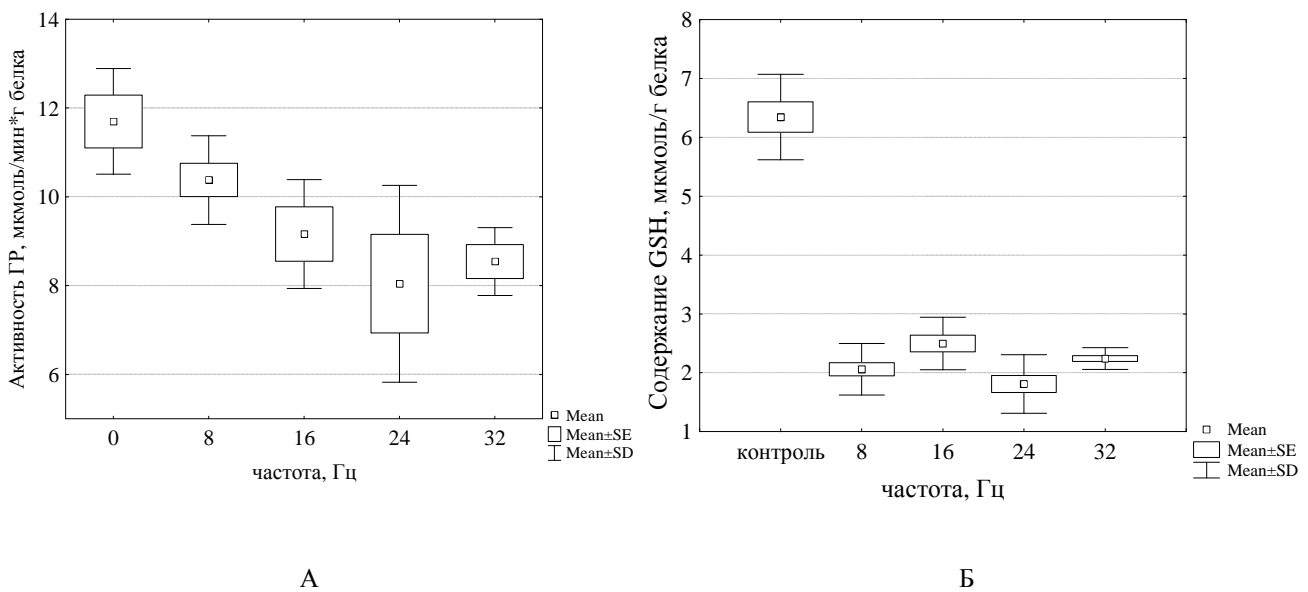 Активность ГР, мкмоль/мин*г белка
14
12
10
8
6
0 8 16 24 32
частота, Гц
Mean
Mean±SE
Mean±SD
А
Содержание GSH, мкмоль/г белка
8
7
6
5
4
3
2
1
контроль 8 16 24 32
частота, Гц
Mean
Mean±SE
Mean±SD
Б